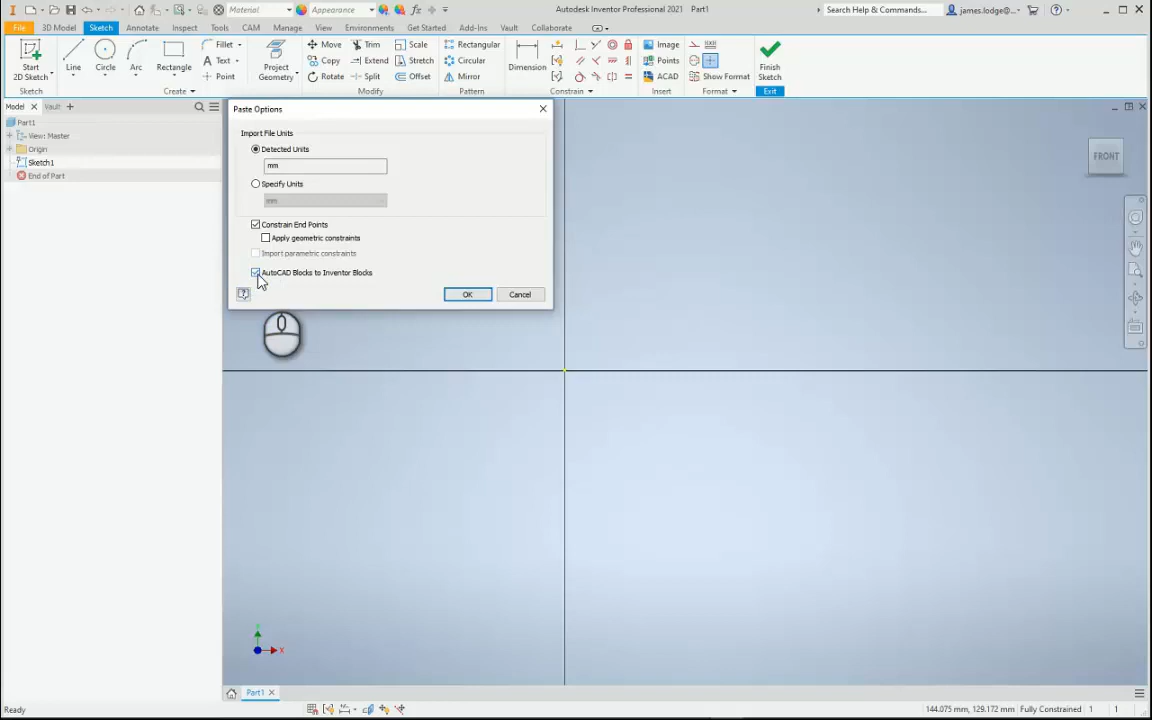 Material
Appearance
Autodesk Inventor Professional 2021 Part1
Search Help & Commands...
james.lodge@...
File 3D Model Sketch Annotate Inspect Tools CAM Manage View Environments Get Started Add-Ins Vault Collaborate
Start
2D Sketch
Line
Circle
Arc
Rectangle
Fillet
Text
Point
Project
Geometry
Move
Copy
Rotate
Trim
Extend
Split
Scale
Stretch
Offset
Rectangular
Circular
Mirror
Dimension
Image
Points
ACAD
Show Format
Finish
Sketch
Sketch Create Modify Pattern Constrain Insert Format Exit
Model Vault
Part1
View: Master
Origin
Sketch1
End of Part
Paste Options
Import File Units
Detected Units
mm
Specify Units
mm
Constrain End Points
Apply geometric constraints
Import parametric constraints
AutoCAD Blocks to Inventor Blocks
OK Cancel
FRONT
Y
X
Part1
Ready
144.075 mm, 129.172 mm Fully Constrained 1 1